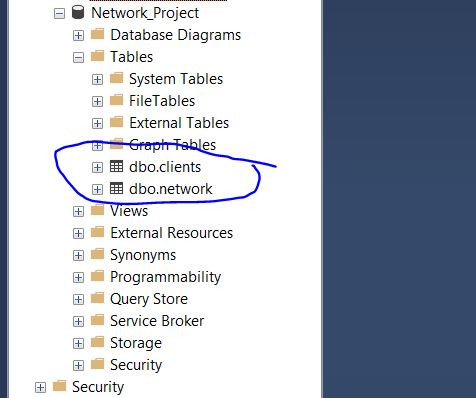 Network_Project
Database Diagrams
Tables
System Tables
FileTables
External Tables
Graph Tables
dbo.clients
dbo.network
Views
External Resources
Synonyms
Programmability
Query Store
Service Broker
Storage
Security
Security